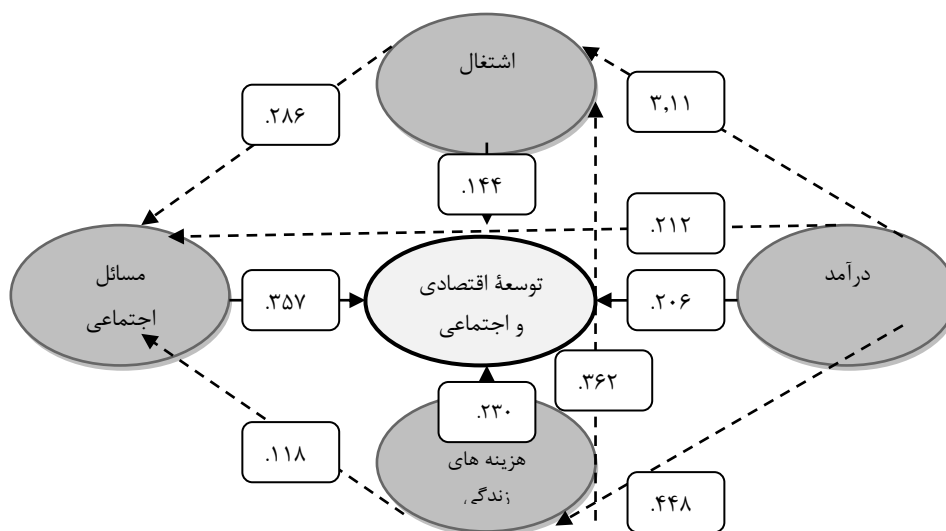 اشتغال
.۲۸۶
۳,۱۱
.۱۴۴
.۲۱۲
مسائل
اجتماعی
.۳۵۷
توسعۀ اقتصادی
و اجتماعی
.۲۰۶
درآمد
.۳۶۲
.۲۳۰
هزینه های
زندگی
.۱۱۸
.۴۴۸